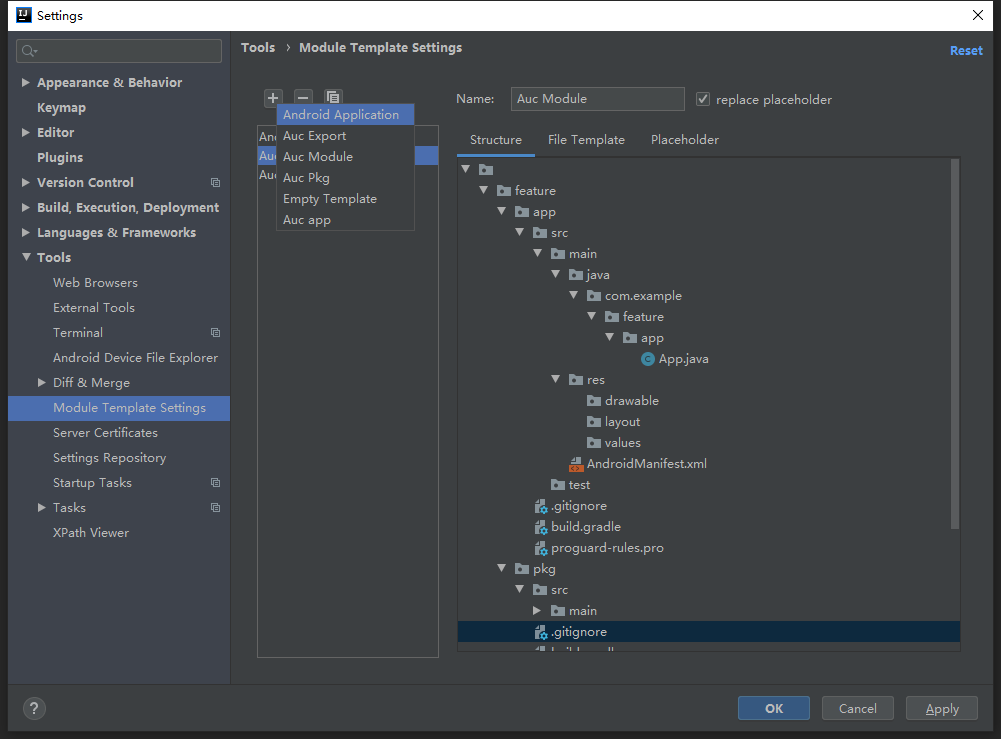 Settings
Appearance & Behavior
Keymap
Editor
Plugins
Version Control
Build, Execution, Deployment
Languages & Frameworks
Tools
Web Browsers
External Tools
Terminal
Android Device File Explorer
Diff & Merge
Module Template Settings
Server Certificates
Settings Repository
Startup Tasks
Tasks
XPath Viewer
Tools › Module Template Settings
Reset
An
Auc
Auc
Android Application
Auc Export
Auc Module
Auc Pkg
Empty Template
Auc app
Name: Auc Module replace placeholder
Structure File Template Placeholder
feature
app
src
main
java
com.example
feature
app
App.java
res
drawable
layout
values
AndroidManifest.xml
test
.gitignore
build.gradle
proguard-rules.pro
pkg
src
main
.gitignore
?
OK Cancel Apply